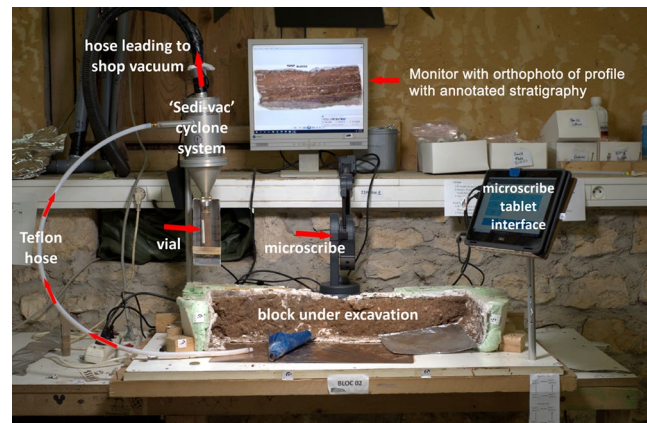 hose leading to
shop vacuum
Monitor with orthophoto of profile
with annotated stratigraphy
'Sedi-vac'
cyclone
system
microscribe
tablet
interface
Teflon
hose
vial
microscribe
block under excavation
BLOC 02